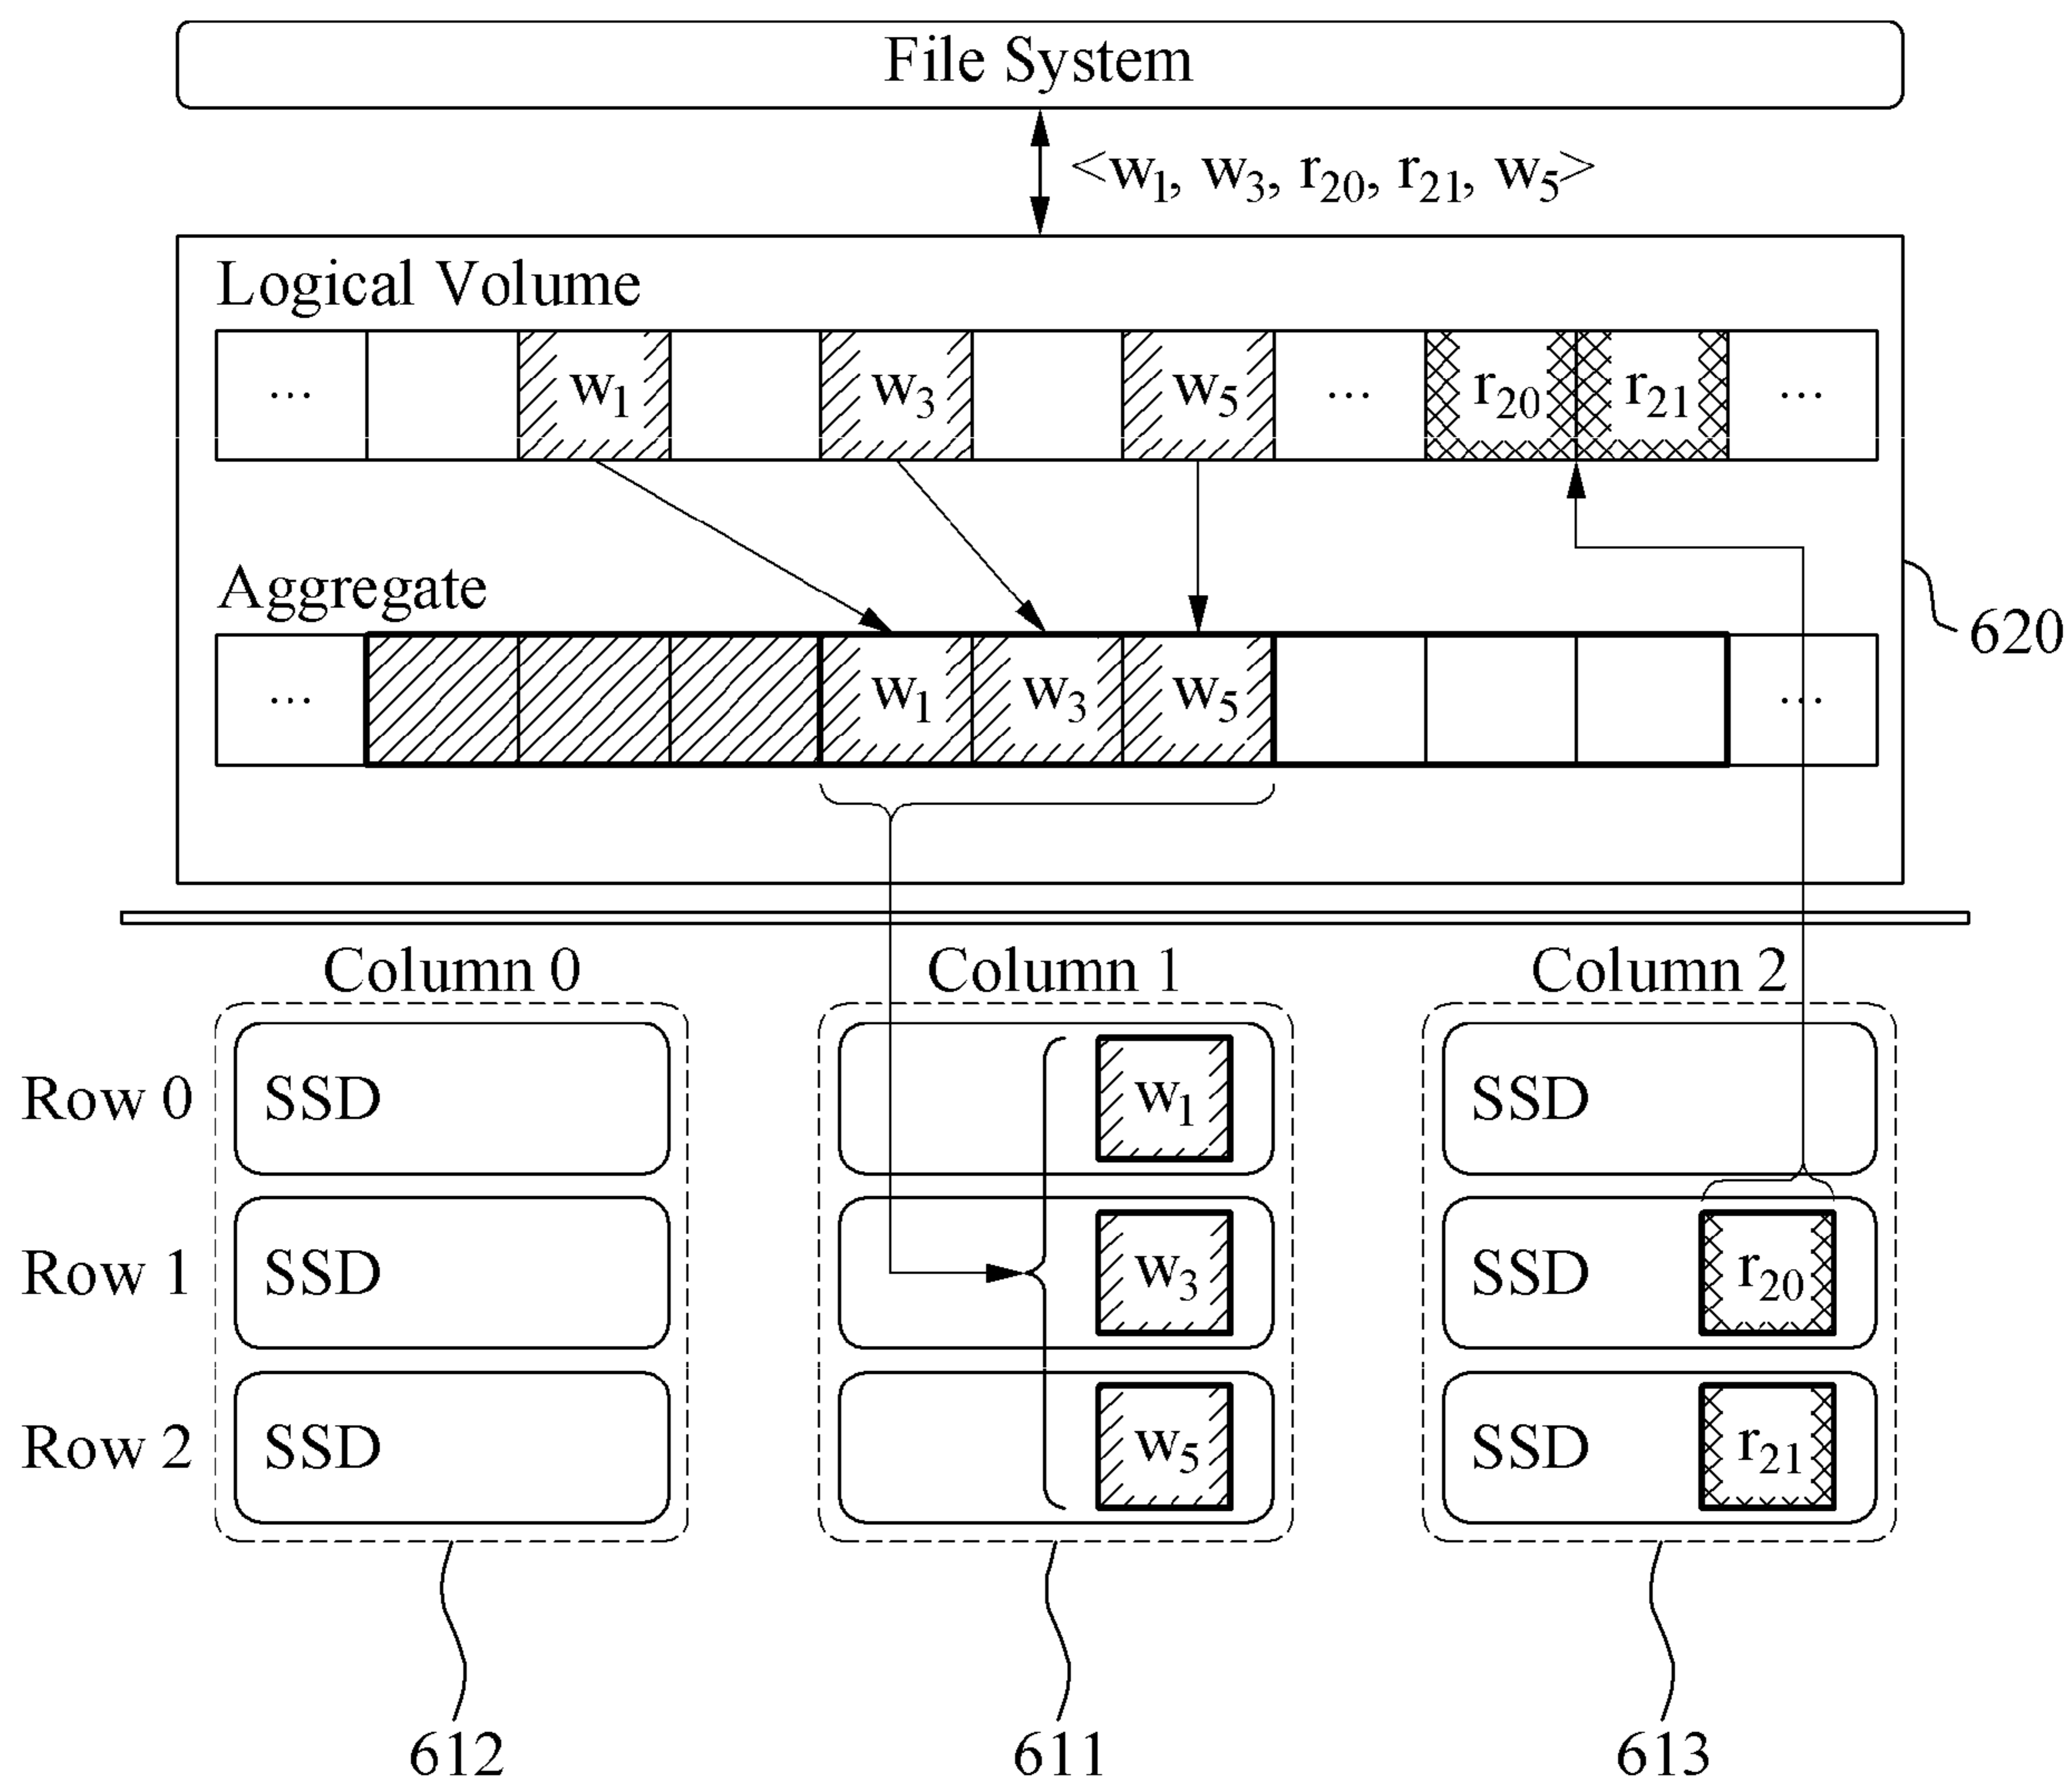 File System
<w₁, w₃, r₂₀, r₂₁, w₅>
Logical Volume
... w₁ w₃ w₅ ... r₂₀ r₂₁ ...
Aggregate
620
... w₁ w₃ w₅ ...
Column 0 Column 1 Column 2
Row 0 SSD w₁ SSD
Row 1 SSD w₃ SSD r₂₀
Row 2 SSD w₅ SSD r₂₁
612 611 613